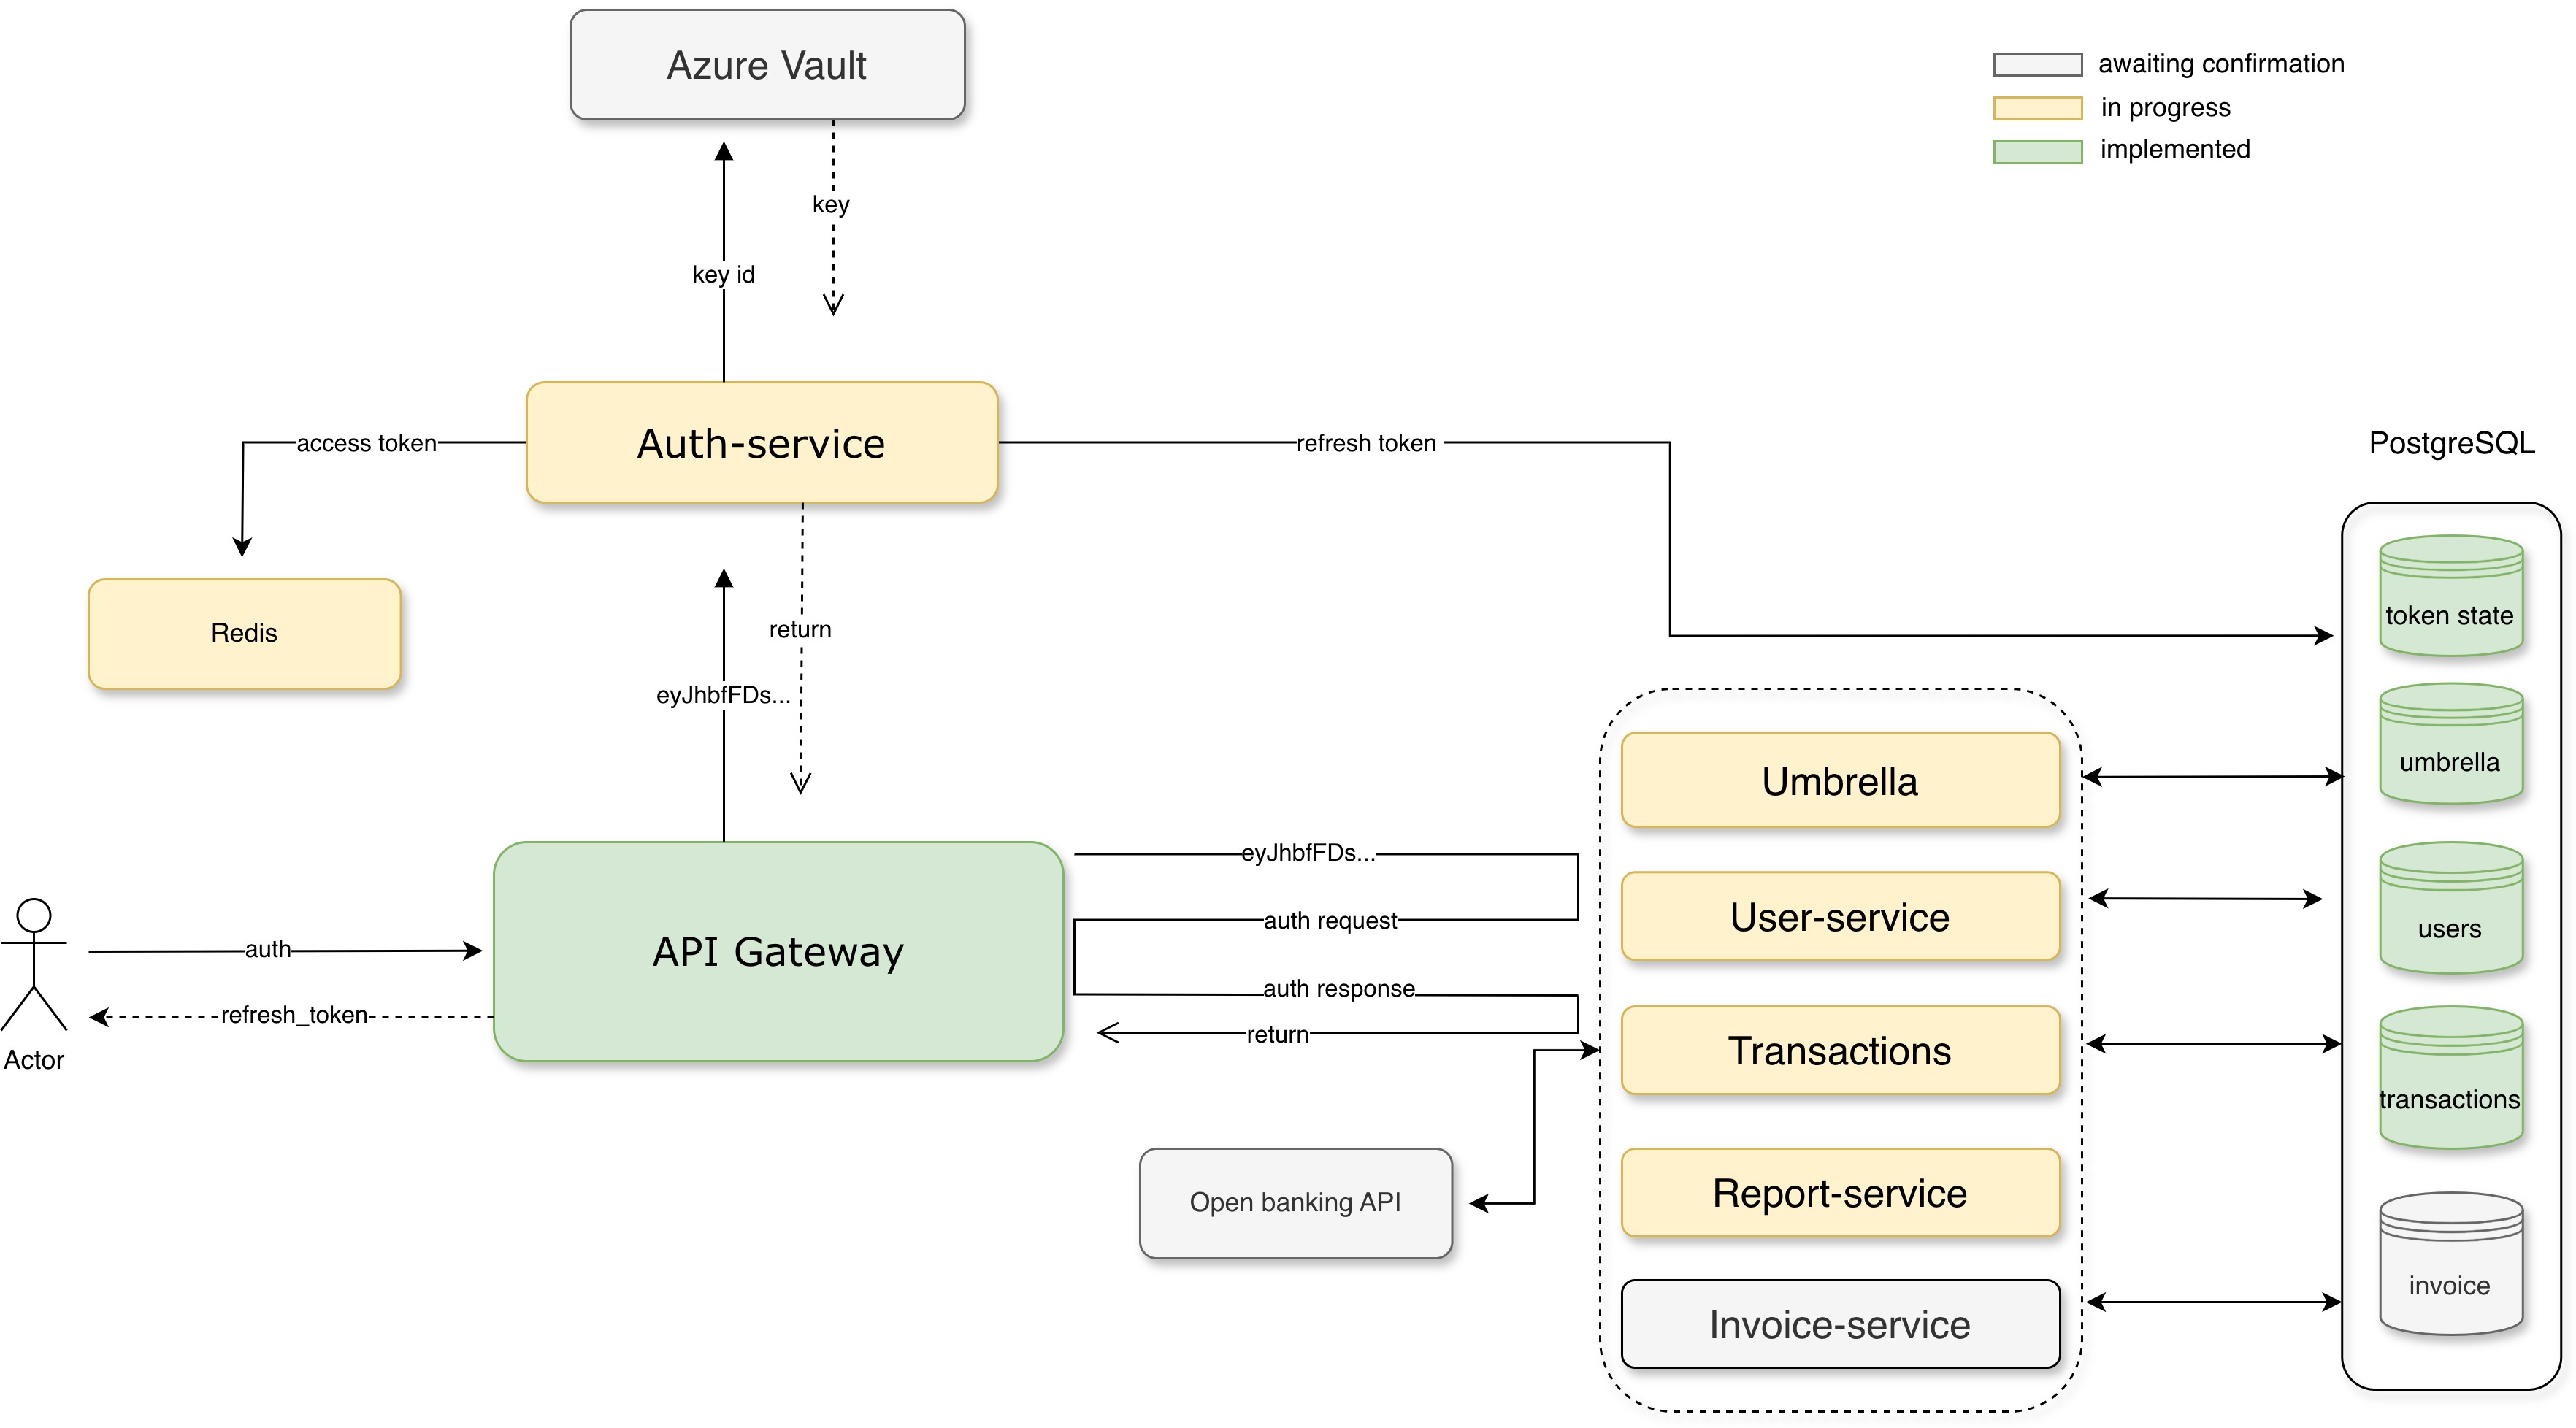 Azure Vault
awaiting confirmation
in progress
implemented
key
key id
Auth-service
access token
refresh token
PostgreSQL
Redis
return
eyJhbfFDs...
token state
umbrella
users
transactions
invoice
Umbrella
User-service
Transactions
Report-service
Invoice-service
API Gateway
eyJhbfFDs...
auth request
auth response
return
auth
refresh_token
Actor
Open banking API